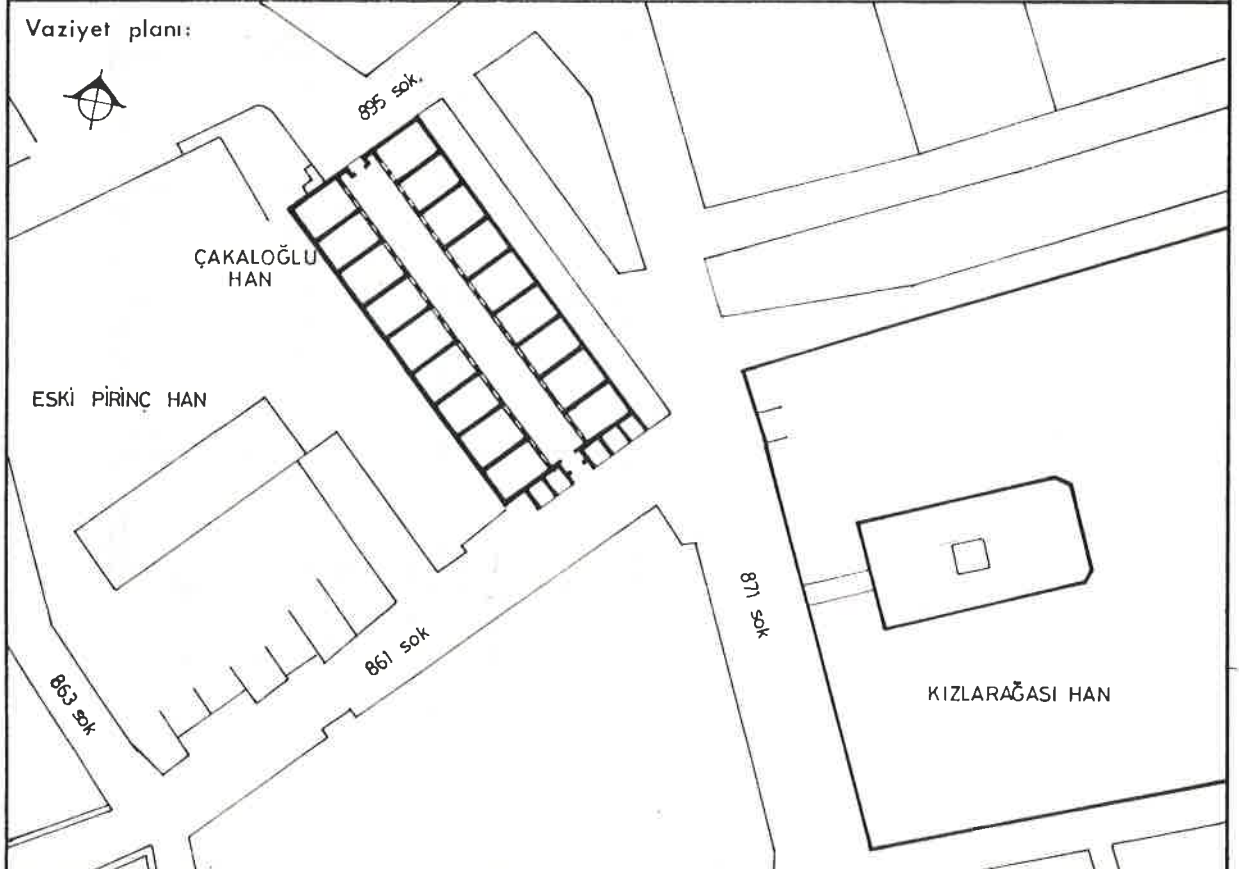 Vaziyet planı:
895 sok.
ÇAKALOĞLU
HAN
ESKİ PİRİNÇ HAN
871 sok
861 sok
863 sok
KIZLARAĞASI HAN